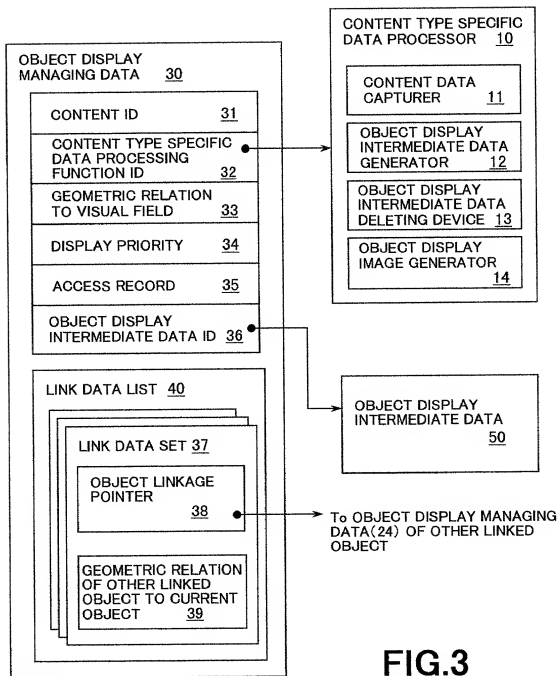 OBJECT DISPLAY
MANAGING DATA 30
CONTENT ID 31
CONTENT TYPE SPECIFIC
DATA PROCESSING
FUNCTION ID 32
GEOMETRIC RELATION
TO VISUAL FIELD 33
DISPLAY PRIORITY 34
ACCESS RECORD 35
OBJECT DISPLAY
INTERMEDIATE DATA ID 36
LINK DATA LIST 40
LINK DATA SET 37
OBJECT LINKAGE
POINTER
38
GEOMETRIC RELATION
OF OTHER LINKED
OBJECT TO CURRENT
OBJECT 39
CONTENT TYPE SPECIFIC
DATA PROCESSOR 10
CONTENT DATA
CAPTURER 11
OBJECT DISPLAY
INTERMEDIATE DATA
GENERATOR 12
OBJECT DISPLAY
INTERMEDIATE DATA
DELETING DEVICE 13
OBJECT DISPLAY
IMAGE GENERATOR
14
OBJECT DISPLAY
INTERMEDIATE DATA
50
To OBJECT DISPLAY MANAGING
DATA(24) OF OTHER LINKED
OBJECT
FIG.3